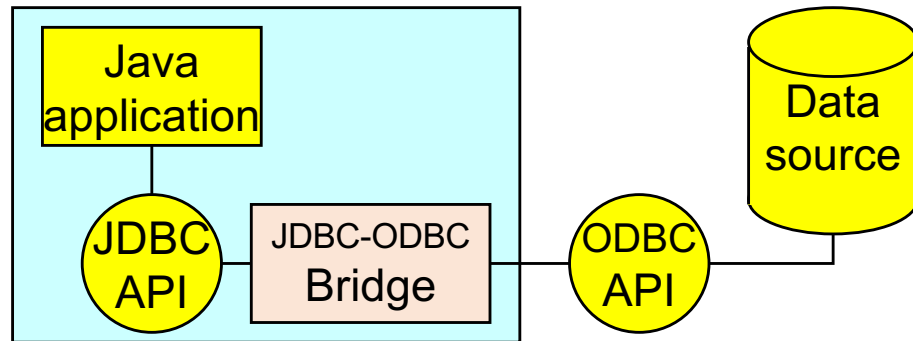 Java
application
JDBC
API
JDBC-ODBC
Bridge
ODBC
API
Data
source